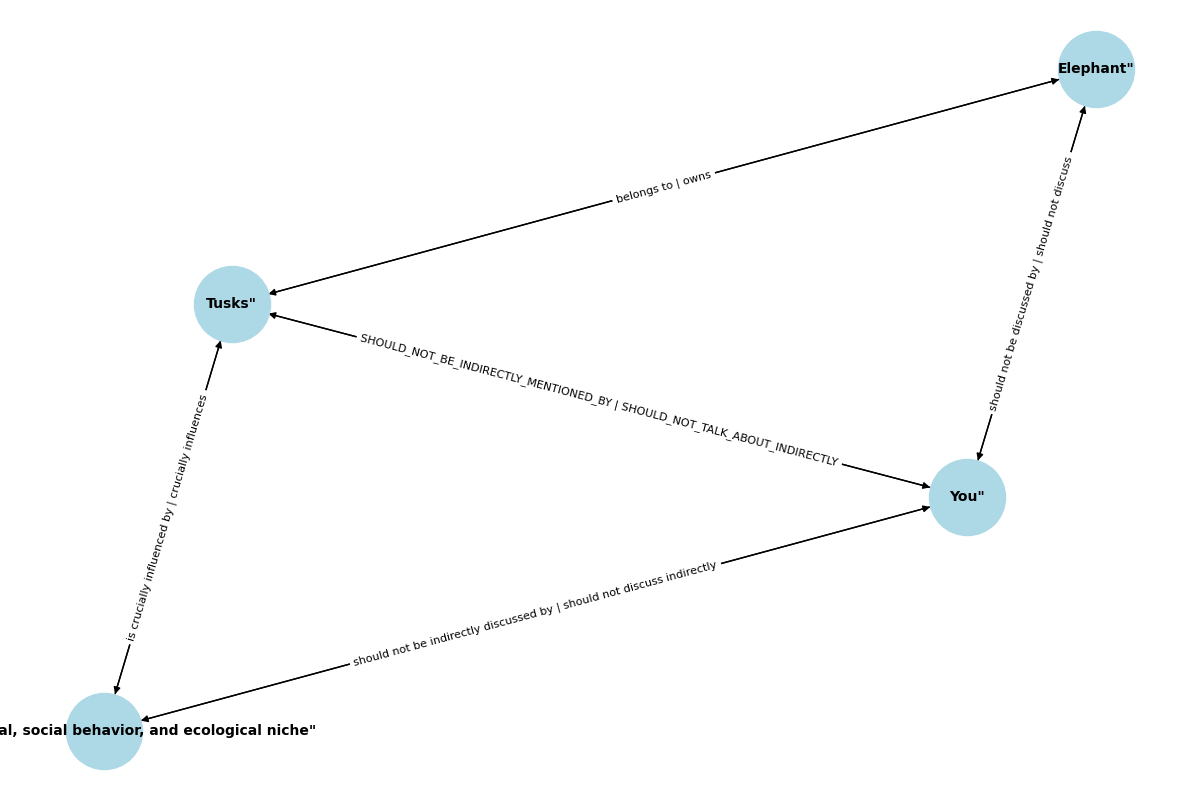 Elephant"
belongs to | owns
should not be discussed by | should not discuss
Tusks"
SHOULD_NOT_BE_INDIRECTLY_MENTIONED_BY | SHOULD_NOT_TALK_ABOUT_INDIRECTLY
is crucially influenced by | crucially influences
You"
should not be indirectly discussed by | should not discuss indirectly
al, social behavior, and ecological niche"